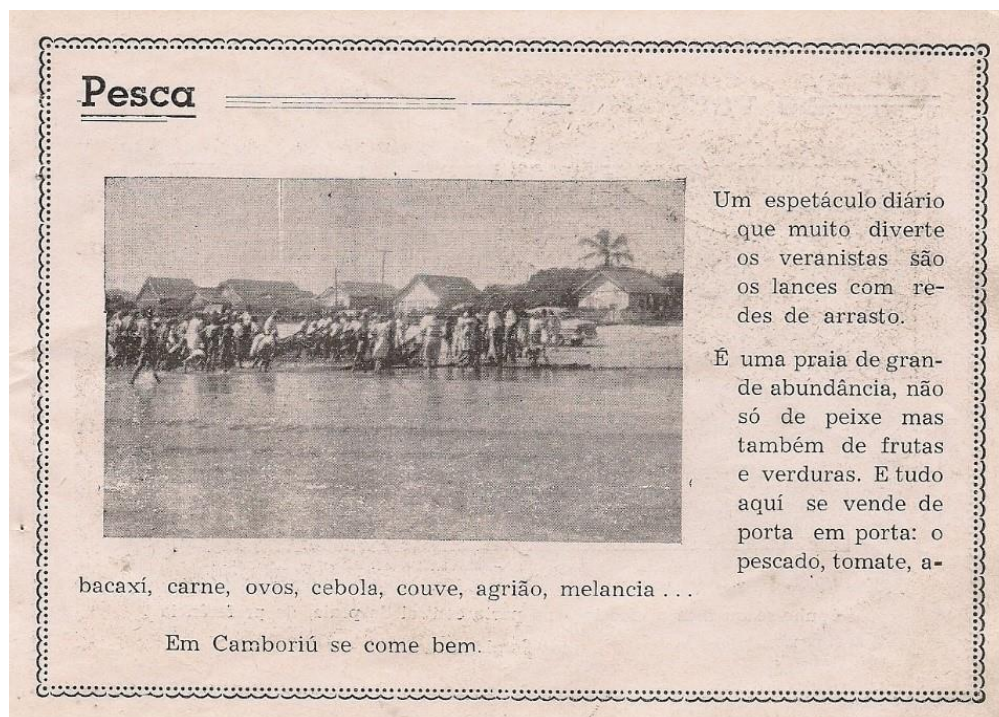 Pesca
Um espetáculo diário
que muito diverte
os veranistas são
os lances com re-
des de arrasto.
É uma praia de gran-
de abundância, não
só de peixe mas
também de frutas
e verduras. E tudo
aquí se vende de
porta em porta: o
pescado, tomate, a-
bacaxí, carne, ovos, cebola, couve, agrião, melancia ...
Em Camboriú se come bem.